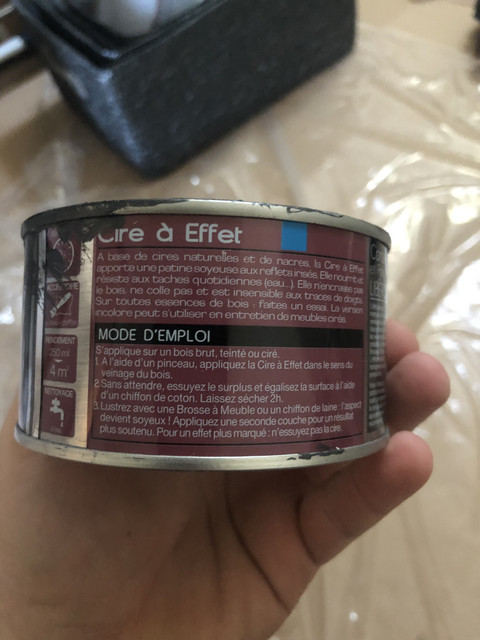 Cire à Effet
A base de cires naturelles et de nacres, la Cire à Effet
apporte une patine soyeuse aux reflets irisés. Elle nourrit et
résiste aux taches quotidiennes (eau...). Elle n'encrasse pas
le bois, ne colle pas et est insensible aux traces de doigts.
Sur toutes essences de bois : faites un essai. La version
incolore peut s'utiliser en entretien de meubles cirés.
MODE D'EMPLOI
S'applique sur un bois brut, teinté ou ciré.
1. A l'aide d'un pinceau, appliquez la Cire à Effet dans le sens du
veinage du bois.
2. Sans attendre, essuyez le surplus et égalisez la surface à l'aide
d'un chiffon de coton. Laissez sécher 2h.
3. Lustrez avec une Brosse à Meuble ou un chiffon de laine : l'aspect
devient soyeux ! Appliquez une seconde couche pour un résultat
plus soutenu. Pour un effet plus marqué : n'essuyez pas la cire.
RENDEMENT
250 ml
4 m²
NETTOYAGE